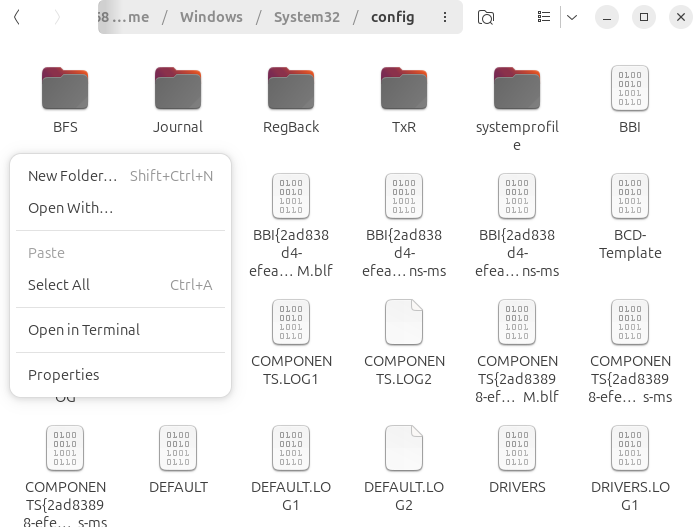 58 …me / Windows / System32 / config
BFS
Journal
RegBack
TxR
systemprofil
e
BBI
New Folder… Shift+Ctrl+N
Open With…
Paste
Select All Ctrl+A
Open in Terminal
Properties
BBI{2ad838
d4-
efea… M.blf
BBI{2ad838
d4-
efea… ns-ms
BBI{2ad838
d4-
efea… ns-ms
BCD-
Template
OG
COMPONEN
TS.LOG1
COMPONEN
TS.LOG2
COMPONEN
TS{2ad8389
8-efe… M.blf
COMPONEN
TS{2ad8389
8-efe… s-ms
COMPONEN
TS{2ad8389
8-efe… s-ms
DEFAULT
DEFAULT.LO
G1
DEFAULT.LO
G2
DRIVERS
DRIVERS.LO
G1